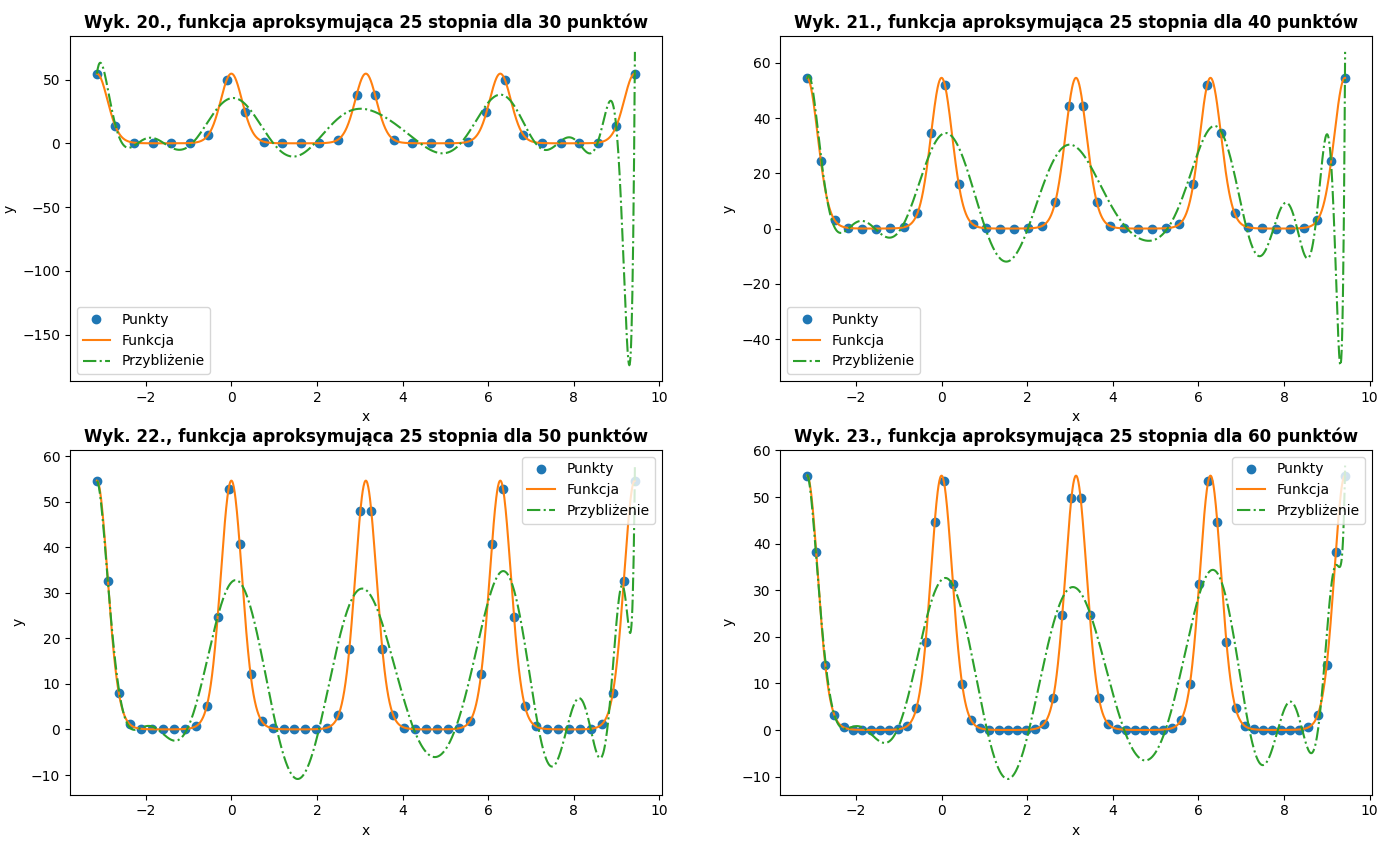 Wyk. 20., funkcja aproksymująca 25 stopnia dla 30 punktów
50
0
−50
−100
−150
y
Punkty
Funkcja
Przybliżenie
−2
0
2
4
6
8
10
x
Wyk. 21., funkcja aproksymująca 25 stopnia dla 40 punktów
60
40
20
0
−20
−40
y
Punkty
Funkcja
Przybliżenie
−2
0
2
4
6
8
10
x
Wyk. 22., funkcja aproksymująca 25 stopnia dla 50 punktów
60
50
40
30
20
10
0
−10
y
Punkty
Funkcja
Przybliżenie
−2
0
2
4
6
8
10
x
Wyk. 23., funkcja aproksymująca 25 stopnia dla 60 punktów
60
50
40
30
20
10
0
−10
y
Punkty
Funkcja
Przybliżenie
−2
0
2
4
6
8
10
x